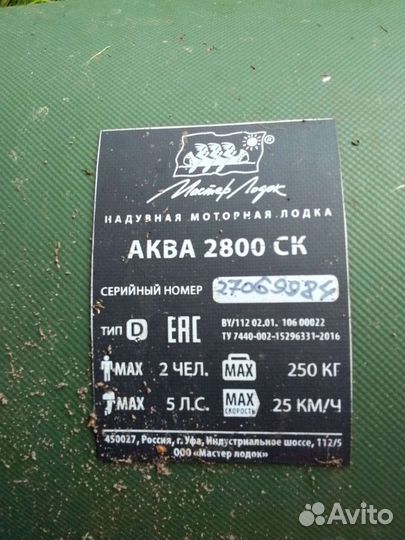 Мастер Лодок ®
НАДУВНАЯ МОТОРНАЯ ЛОДКА
АКВА 2800 СК
СЕРИЙНЫЙ НОМЕР 27069984
ТИП D ЕАС BY/112 02.01. 106 00022
ТУ 7440-002-15296331-2016
MAX 2 ЧЕЛ. MAX 250 КГ
MAX 5 Л.С. MAX СКОРОСТЬ 25 КМ/Ч
450027, Россия, г. Уфа, Индустриальное шоссе, 112/5
ООО «Мастер лодок»
Avito